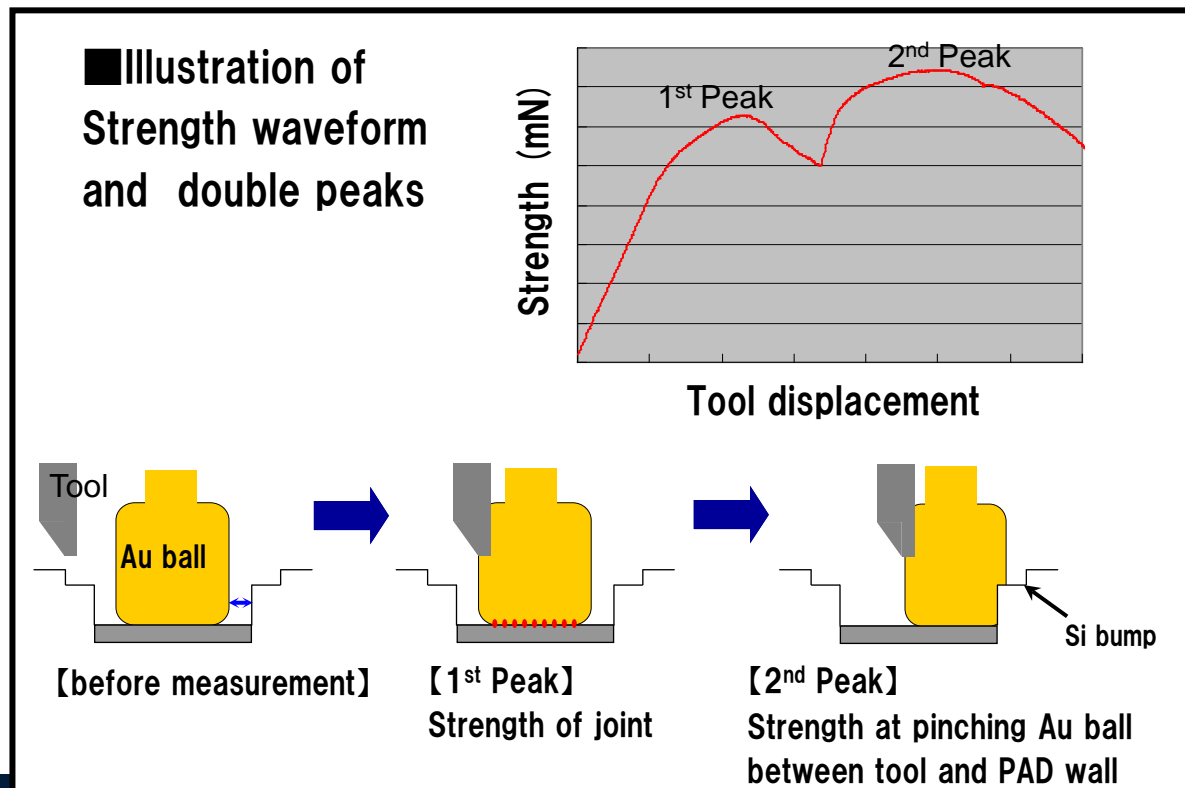 ■Illustration of
Strength waveform
and double peaks
Strength (mN)
1st Peak
2nd Peak
Tool displacement
Tool
Au ball
Si bump
【before measurement】
【1st Peak】
Strength of joint
【2nd Peak】
Strength at pinching Au ball
between tool and PAD wall